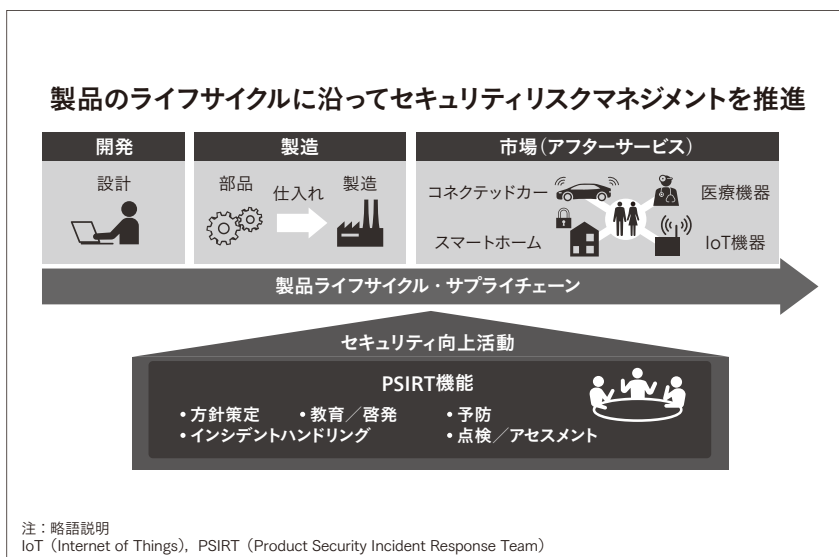 製品のライフサイクルに沿ってセキュリティリスクマネジメントを推進
開発
設計
製造
部品
仕入れ
製造
市場（アフターサービス）
コネクテッドカー
医療機器
スマートホーム
IoT機器
製品ライフサイクル・サプライチェーン
セキュリティ向上活動
PSIRT機能
•方針策定 •教育／啓発 •予防
•インシデントハンドリング •点検／アセスメント
注：略語説明
IoT（Internet of Things），PSIRT（Product Security Incident Response Team）